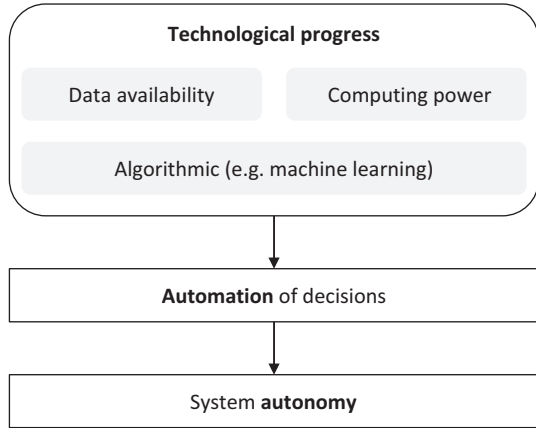 Technological progress
Data availability
Computing power
Algorithmic (e.g. machine learning)
Automation of decisions
System autonomy